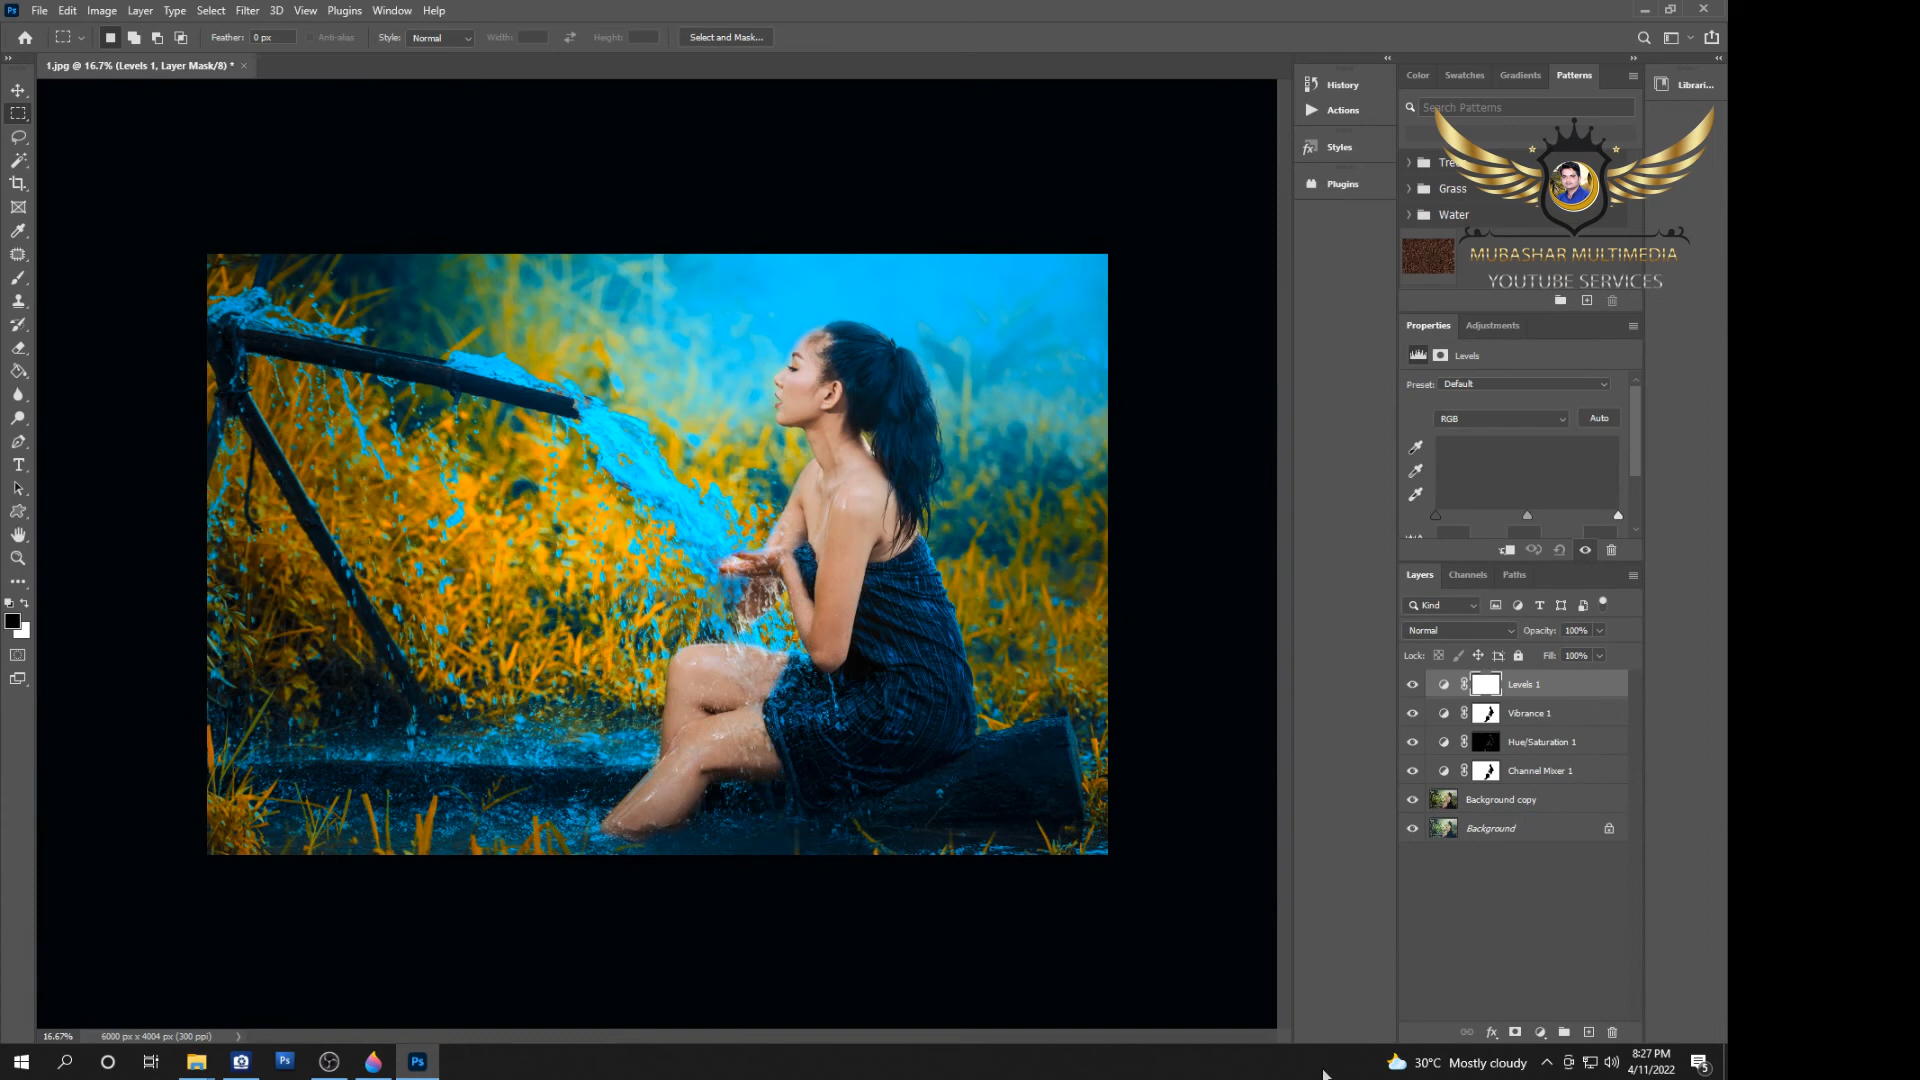 File Edit Image Layer Type Select Filter 3D View Plugins Window Help
Feather: 0 px Anti-alias Style: Normal Width: Height: Select and Mask...
1.jpg @ 16.7% (Levels 1, Layer Mask/8) * ×
History
Actions
Styles
Plugins
Color Swatches Gradients Patterns
Librari...
Search Patterns
Grass
Water
MUBASHAR MULTIMEDIA
YOUTUBE SERVICES
Properties Adjustments
Levels
Preset: Default
RGB Auto
Layers Channels Paths
Kind
Normal Opacity: 100%
Lock: Fill: 100%
Levels 1
Vibrance 1
Hue/Saturation 1
Channel Mixer 1
Background copy
Background
16.67% 6000 px x 4004 px (300 ppi)
30°C Mostly cloudy
8:27 PM
4/11/2022
5